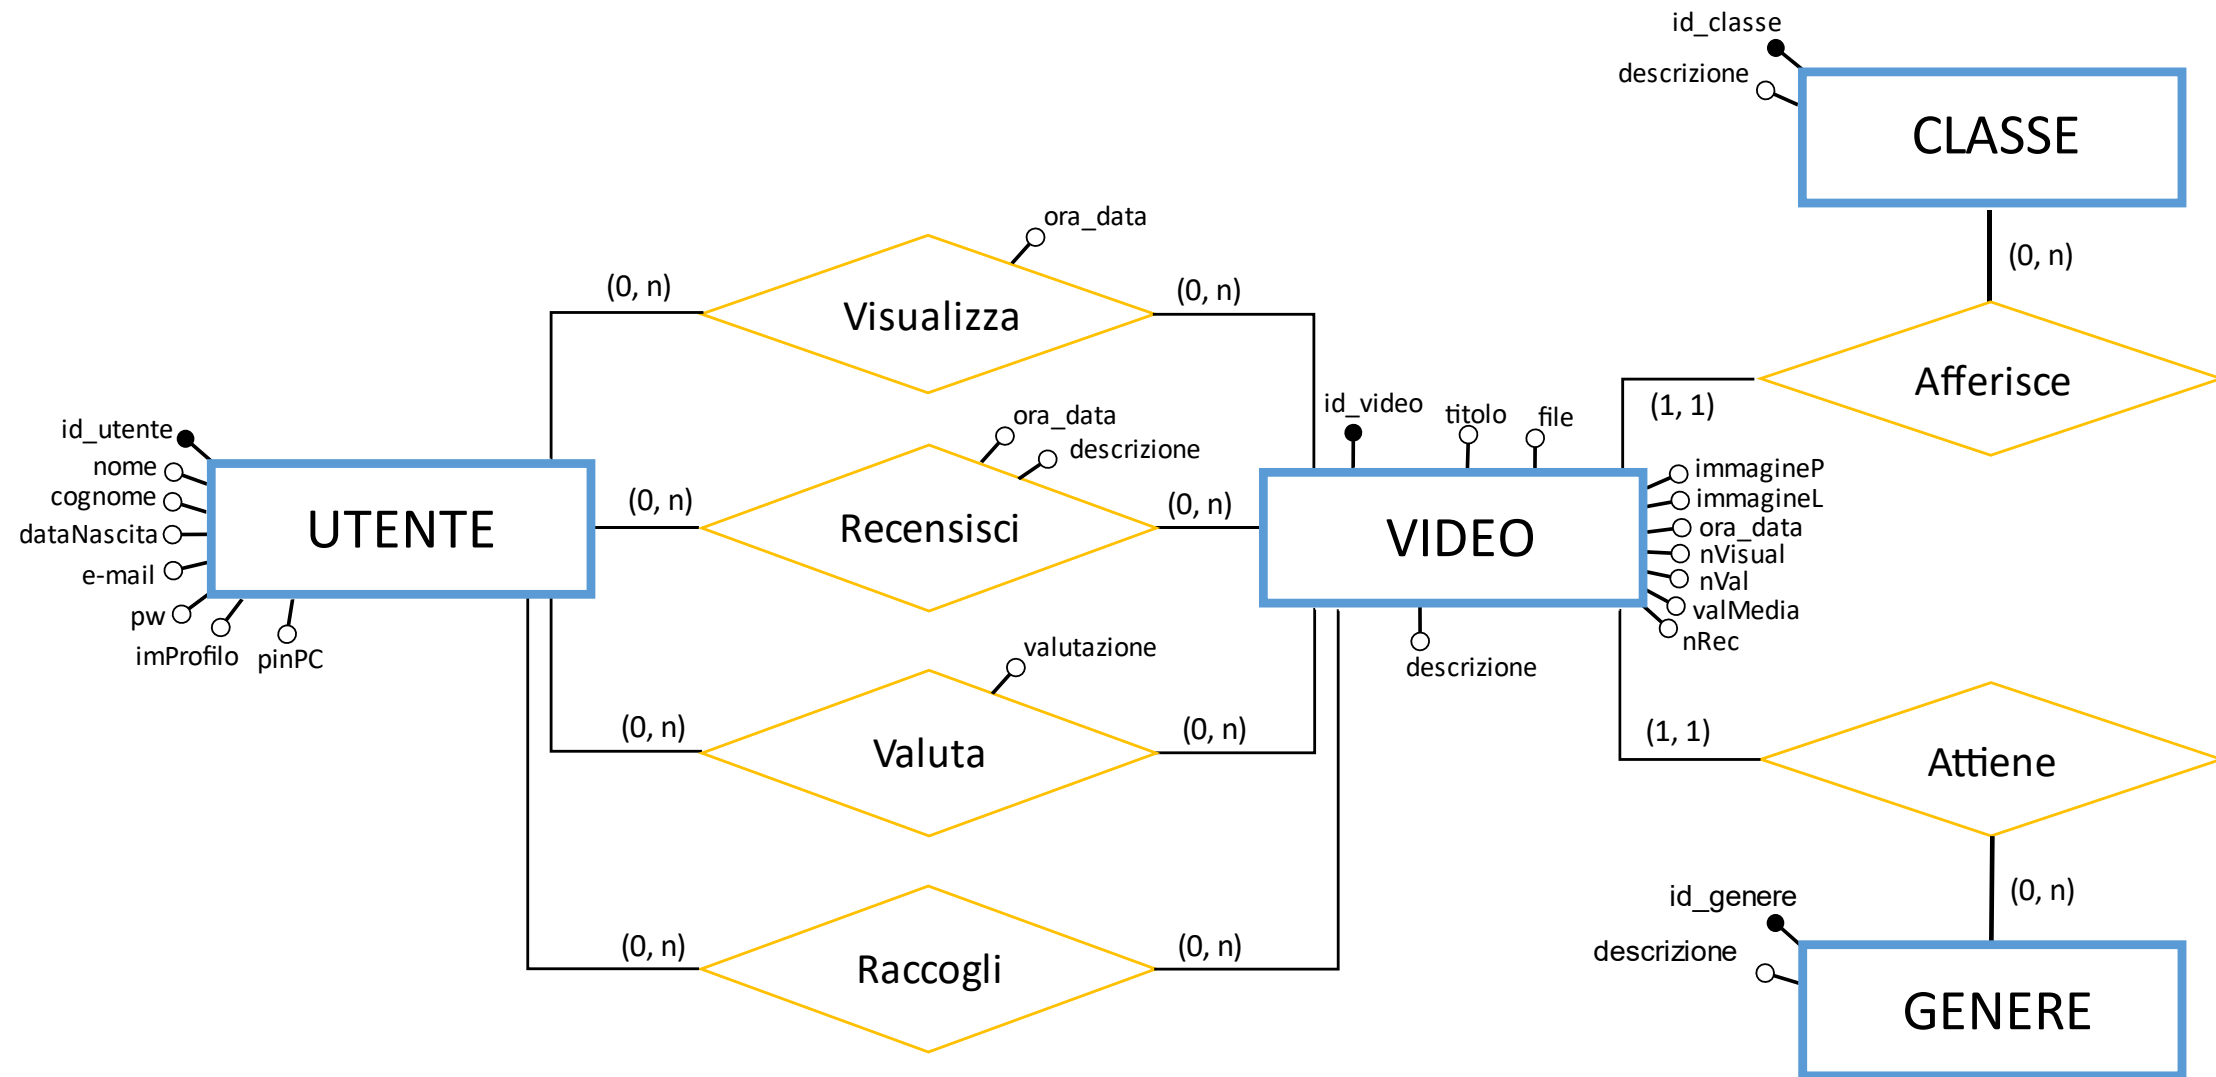 id_classe
descrizione
CLASSE
(0, n)
Afferisce
(1, 1)
ora_data
(0, n)
Visualizza
(0, n)
id_utente
nome
cognome
dataNascita
e-mail
pw
imProfilo
pinPC
UTENTE
ora_data
descrizione
(0, n)
Recensisci
(0, n)
id_video
titolo
file
VIDEO
immagineP
immagineL
ora_data
nVisual
nVal
valMedia
nRec
descrizione
valutazione
(0, n)
Valuta
(0, n)
(1, 1)
Attiene
(0, n)
(0, n)
Raccogli
(0, n)
id_genere
descrizione
GENERE